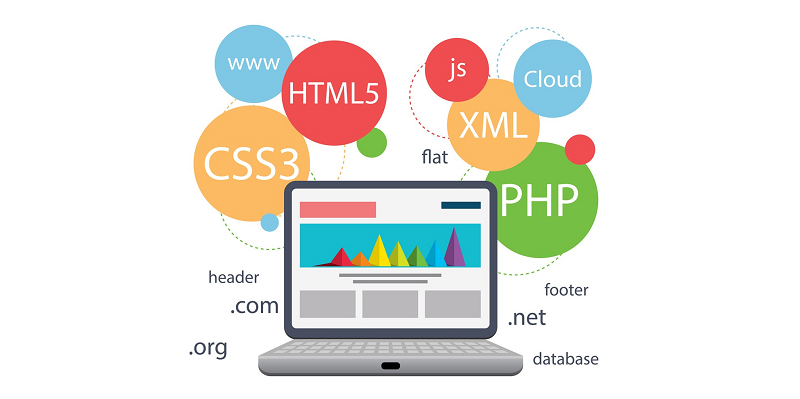 www
HTML5
CSS3
js
Cloud
XML
flat
PHP
header
.com
.org
footer
.net
database